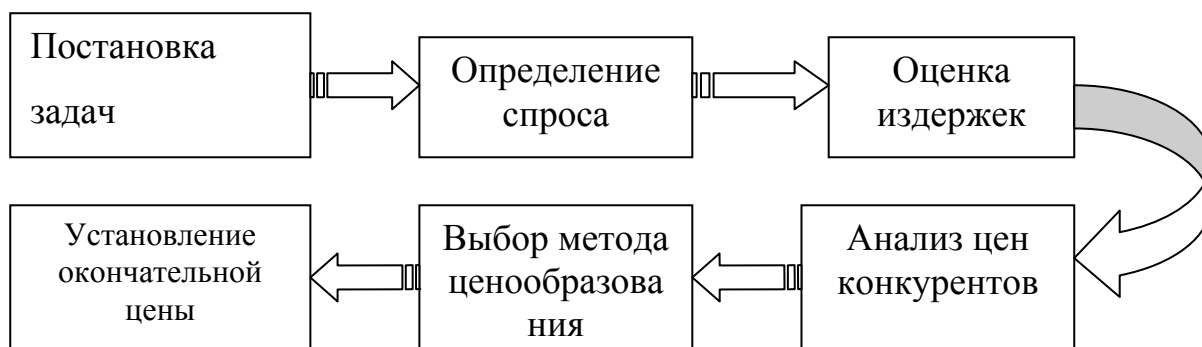 Постановка
задач
Определение
спроса
Оценка
издержек
Анализ цен
конкурентов
Выбор метода
ценообразова
ния
Установление
окончательной
цены